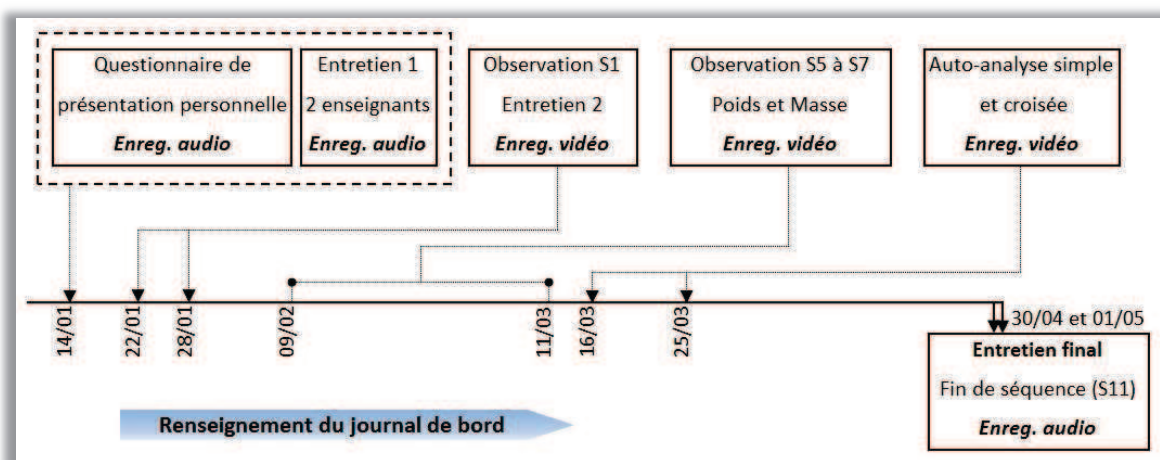 Questionnaire de
présentation personnelle
Enreg. audio
Entretien 1
2 enseignants
Enreg. audio
Observation S1
Entretien 2
Enreg. vidéo
Observation S5 à S7
Poids et Masse
Enreg. vidéo
Auto-analyse simple
et croisée
Enreg. vidéo
14/01
22/01
28/01
09/02
11/03
16/03
25/03
30/04 et 01/05
Entretien final
Fin de séquence (S11)
Enreg. audio
Renseignement du journal de bord